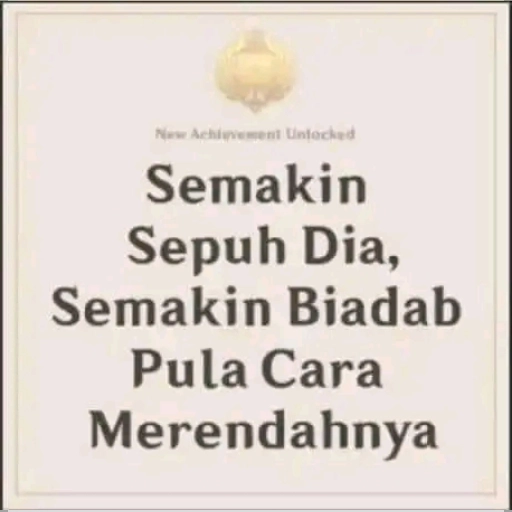 New Achievement Unlocked
Semakin
Sepuh Dia,
Semakin Biadab
Pula Cara
Merendahnya